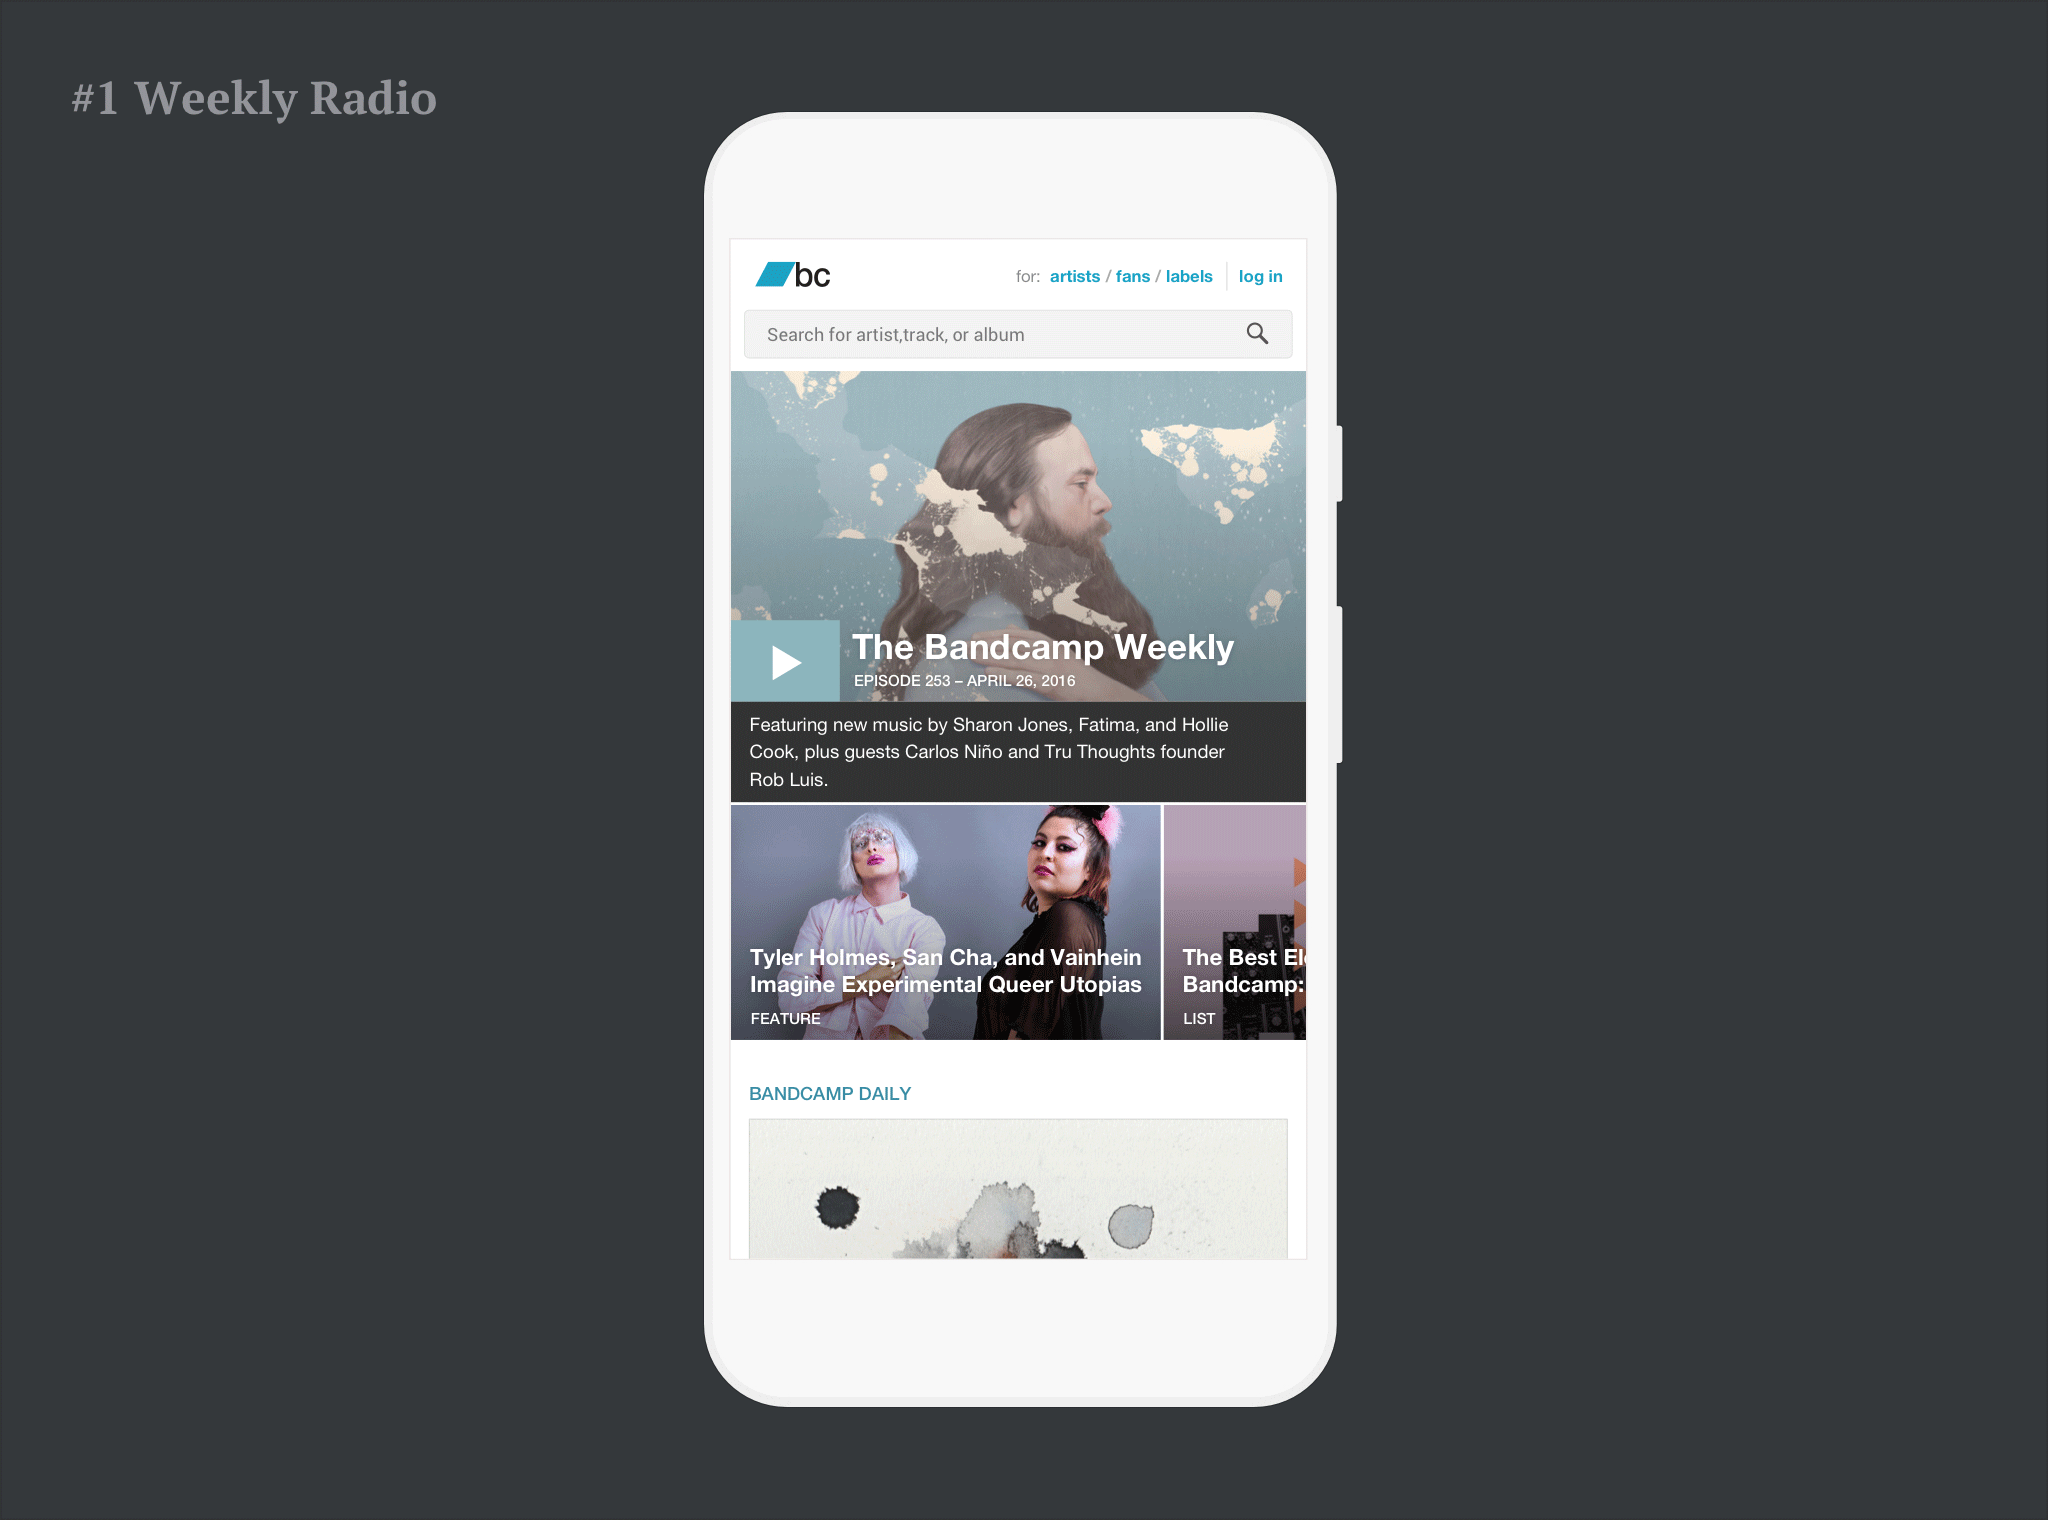 #1 Weekly Radio
bc
for: artists / fans / labels log in
Search for artist,track, or album
The Bandcamp Weekly
EPISODE 253 – APRIL 26, 2016
Featuring new music by Sharon Jones, Fatima, and Hollie
Cook, plus guests Carlos Niño and Tru Thoughts founder
Rob Luis.
Tyler Holmes, San Cha, and Vainhein
Imagine Experimental Queer Utopias
FEATURE
The Best
Bandcamp:
LIST
BANDCAMP DAILY